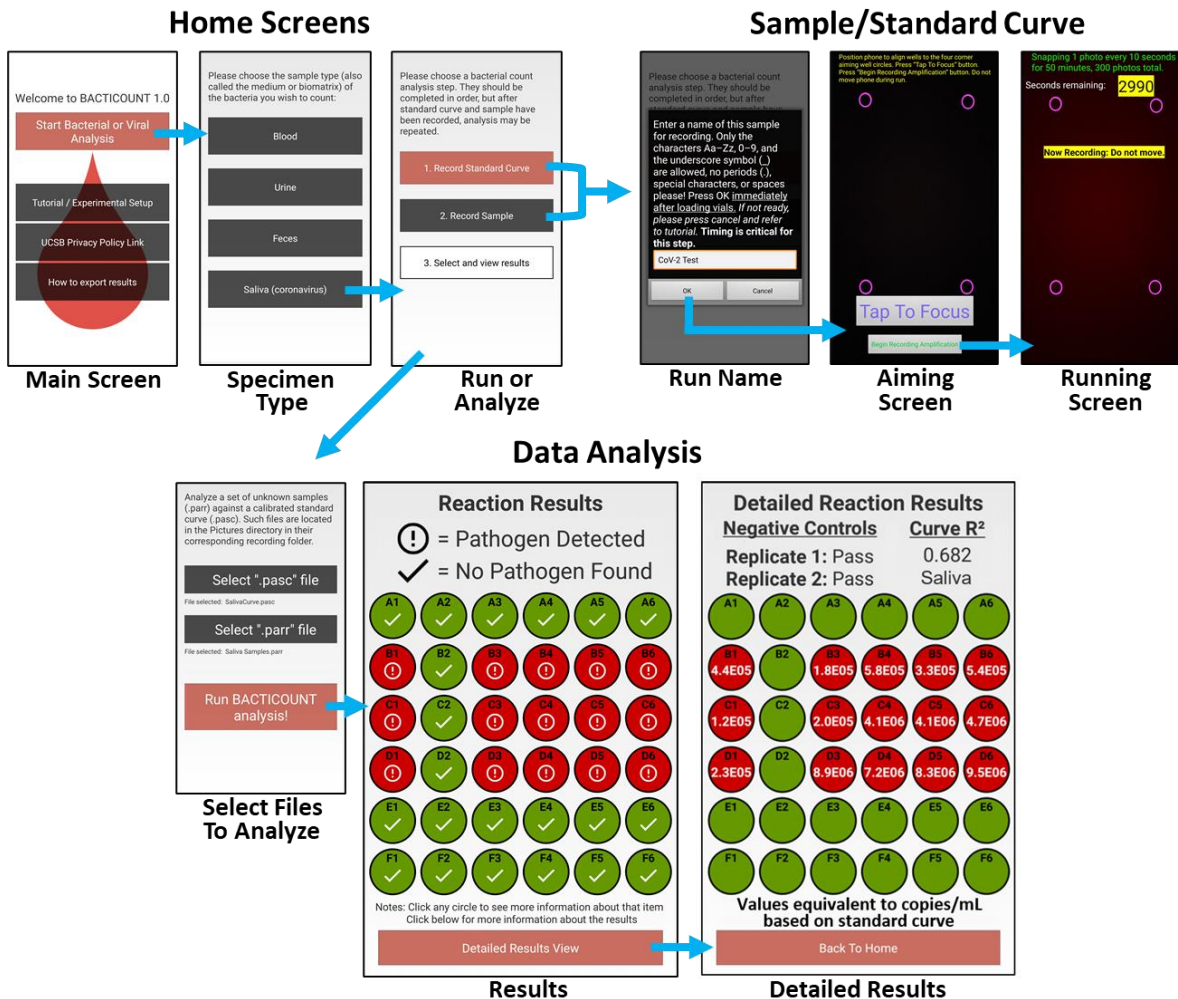 Home Screens
Welcome to BACTICOUNT 1.0
Start Bacterial or Viral
Analysis
Tutorial / Experimental Setup
UCSB Privacy Policy Link
How to export results
Main Screen
Please choose the sample type (also
called the medium or biomatrix) of
the bacteria you wish to count:
Blood
Urine
Feces
Saliva (coronavirus)
Specimen
Type
Please choose a bacterial count
analysis step. They should be
completed in order, but after
standard curve and sample have
been recorded, analysis may be
repeated.
1. Record Standard Curve
2. Record Sample
3. Select and view results
Run or
Analyze
Sample/Standard Curve
Please choose a bacterial count
analysis step. They should be
completed in order, but after
standard curve and sample have
Enter a name of this sample
for recording. Only the
characters Aa–Zz, 0–9, and
the underscore symbol (_)
are allowed, no periods (.),
special characters, or spaces
please! Press OK immediately
after loading vials. If not ready,
please press cancel and refer
to tutorial. Timing is critical for
this step.
CoV-2 Test
OK
Cancel
Run Name
Position phone to align wells to the four corner
aiming well circles. Press "Tap To Focus" button.
Press "Begin Recording Amplification" button. Do not
move phone during run.
Tap To Focus
Begin Recording Amplification
Aiming
Screen
Snapping 1 photo every 10 seconds
for 50 minutes, 300 photos total.
Seconds remaining: 2990
Now Recording: Do not move.
Running
Screen
Data Analysis
Analyze a set of unknown samples
(.parr) against a calibrated standard
curve (.pasc). Such files are located
in the Pictures directory in their
corresponding recording folder.
Select ".pasc" file
File selected: SalivaCurve.pasc
Select ".parr" file
File selected: Saliva Samples.parr
Run BACTICOUNT
analysis!
Select Files
To Analyze
Reaction Results
! = Pathogen Detected
✓ = No Pathogen Found
A1 A2 A3 A4 A5 A6
B1 B2 B3 B4 B5 B6
C1 C2 C3 C4 C5 C6
D1 D2 D3 D4 D5 D6
E1 E2 E3 E4 E5 E6
F1 F2 F3 F4 F5 F6
Notes: Click any circle to see more information about that item
Click below for more information about the results
Detailed Results View
Results
Detailed Reaction Results
Negative Controls Curve R²
Replicate 1: Pass 0.682
Replicate 2: Pass Saliva
A1 A2 A3 A4 A5 A6
B1 B2 B3 B4 B5 B6
4.4E05 1.8E05 5.8E05 3.3E05 5.4E05
C1 C2 C3 C4 C5 C6
1.2E05 2.0E05 4.1E06 4.1E06 4.7E06
D1 D2 D3 D4 D5 D6
2.3E05 8.9E06 7.2E06 8.3E06 9.5E06
E1 E2 E3 E4 E5 E6
F1 F2 F3 F4 F5 F6
Values equivalent to copies/mL
based on standard curve
Back To Home
Detailed Results